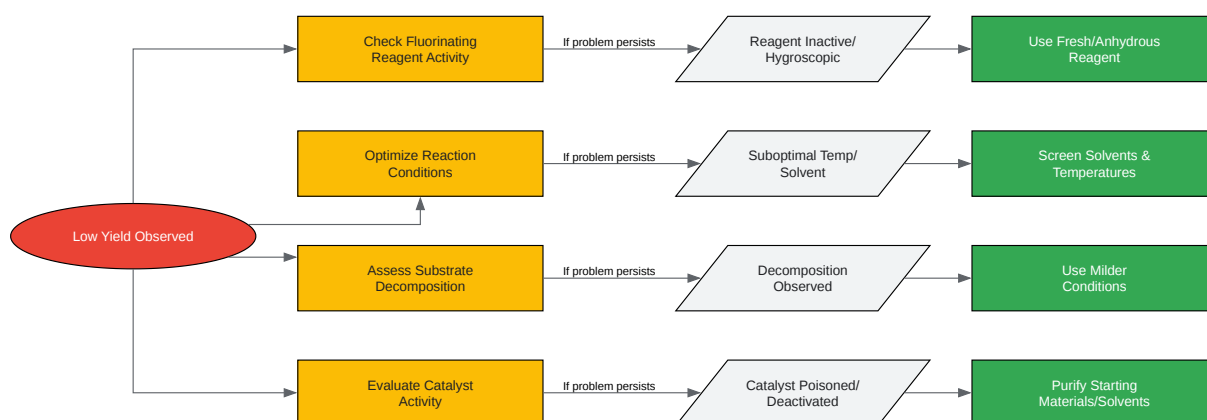 Check Fluorinating
Reagent Activity
If problem persists
Reagent Inactive/
Hygroscopic
Use Fresh/Anhydrous
Reagent
Optimize Reaction
Conditions
If problem persists
Suboptimal Temp/
Solvent
Screen Solvents &
Temperatures
Low Yield Observed
Assess Substrate
Decomposition
If problem persists
Decomposition
Observed
Use Milder
Conditions
Evaluate Catalyst
Activity
If problem persists
Catalyst Poisoned/
Deactivated
Purify Starting
Materials/Solvents